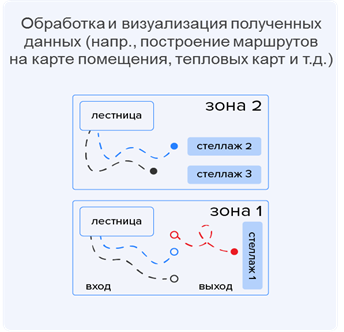 Обработка и визуализация полученных
данных (напр., построение маршрутов
на карте помещения, тепловых карт и т.д.)
зона 2
лестница
стеллаж 2
стеллаж 3
зона 1
лестница
стеллаж 1
вход
выход